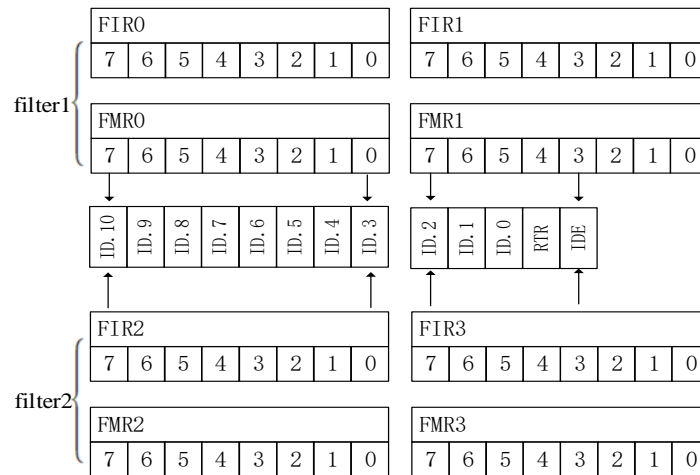 FIR0 FIR1
7 6 5 4 3 2 1 0 7 6 5 4 3 2 1 0
filter1
FMR0 FMR1
7 6 5 4 3 2 1 0 7 6 5 4 3 2 1 0
ID.10 ID.9 ID.8 ID.7 ID.6 ID.5 ID.4 ID.3 ID.2 ID.1 ID.0 RTR IDE
FIR2 FIR3
7 6 5 4 3 2 1 0 7 6 5 4 3 2 1 0
filter2
FMR2 FMR3
7 6 5 4 3 2 1 0 7 6 5 4 3 2 1 0